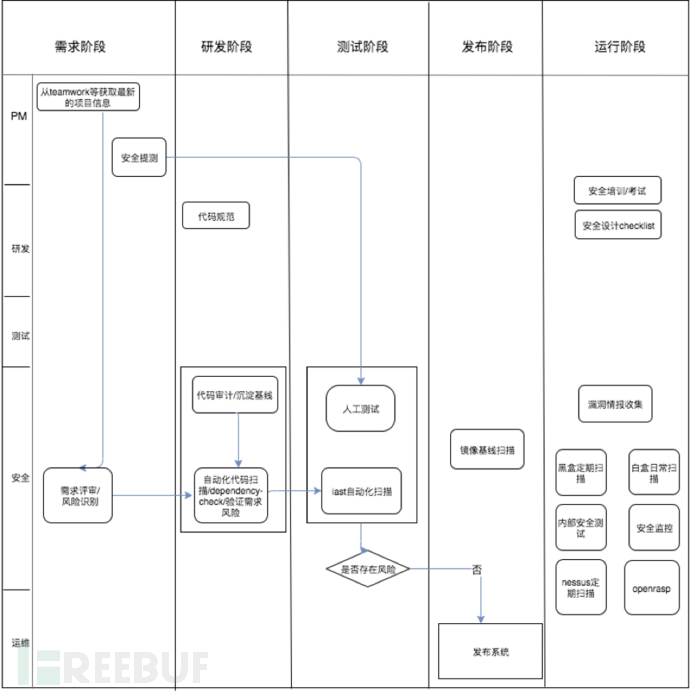 需求阶段
研发阶段
测试阶段
发布阶段
运行阶段
PM
从teamwork等获取最新
的项目信息
安全提测
安全培训/考试
代码规范
安全设计checklist
研发
测试
代码审计/沉淀基线
人工测试
漏洞情报收集
镜像基线扫描
安全
需求评审/
风险识别
自动化代码扫
描/dependency-
check/验证需求
风险
iast自动化扫描
黑盒定期扫
描
白盒日常扫
描
内部安全测
试
安全监控
是否存在风险
否
nessus定
期扫描
openrasp
运维
发布系统
FREEBUF